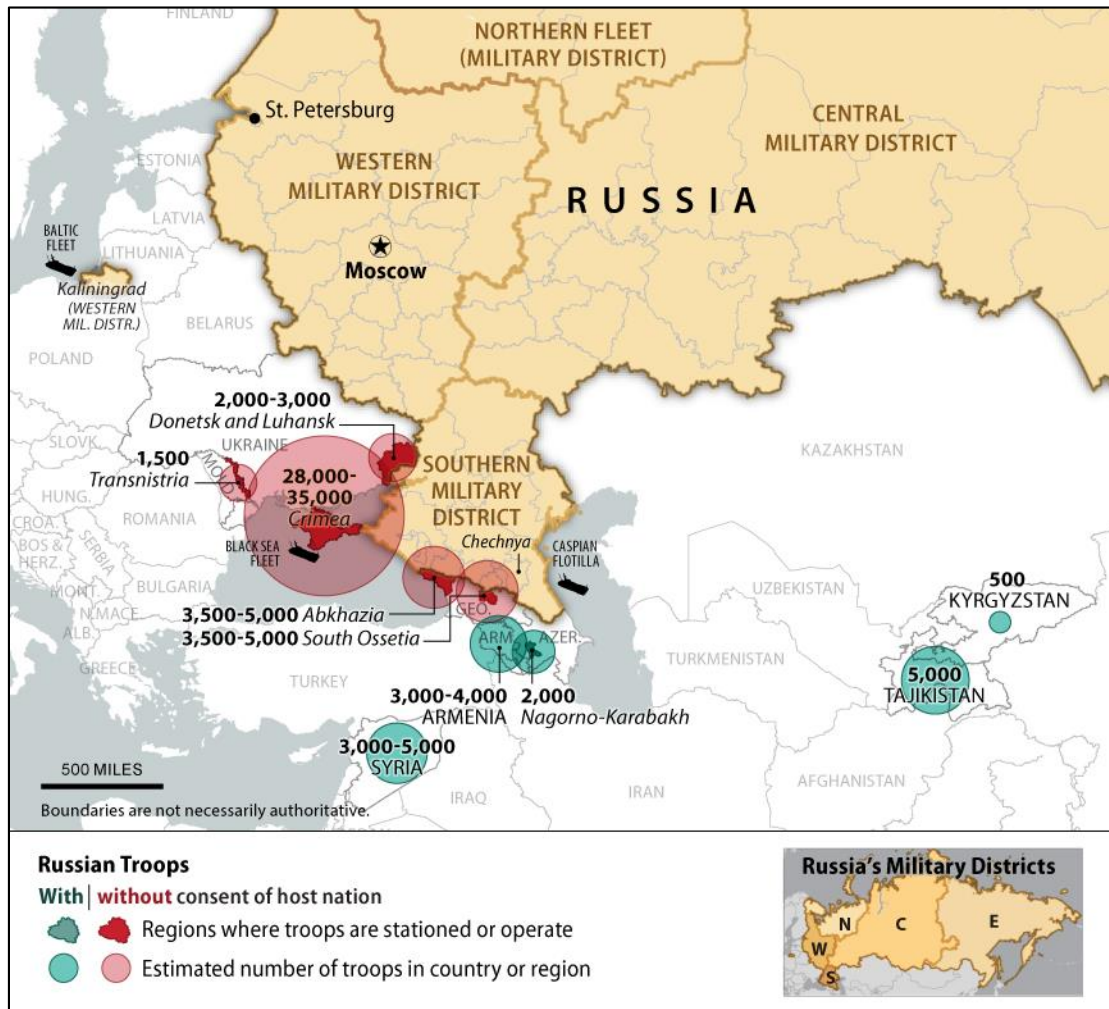 FINLAND
NORTHERN FLEET
(MILITARY DISTRICT)
St. Petersburg
CENTRAL
MILITARY DISTRICT
ESTONIA
WESTERN
MILITARY DISTRICT
RUSSIA
LATVIA
BALTIC
FLEET
LITHUANIA
Moscow
Kaliningrad
(WESTERN
MIL. DISTR.)
BELARUS
POLAND
2,000-3,000
Donetsk and Luhansk
UKRAINE
KAZAKHSTAN
SLOVK.
1,500
Transnistria
MOLD.
28,000-
35,000
Crimea
SOUTHERN
MILITARY
DISTRICT
HUNG.
ROMANIA
CROA.
BOS &
HERZ.
SERBIA
BLACK SEA
FLEET
Chechnya
CASPIAN
FLOTILLA
MONT.
BULGARIA
UZBEKISTAN
500
KYRGYZSTAN
N.MACE
ALB.
3,500-5,000 Abkhazia
GEO.
3,500-5,000 South Ossetia
ARM.
AZER.
GREECE
TURKEY
TURKMENISTAN
5,000
TAJIKISTAN
3,000-4,000
ARMENIA
2,000
Nagorno-Karabakh
3,000-5,000
SYRIA
500 MILES
IRAQ
IRAN
AFGHANISTAN
Boundaries are not necessarily authoritative.
Russian Troops
With | without consent of host nation
Regions where troops are stationed or operate
Estimated number of troops in country or region
Russia's Military Districts
N
C
E
W
S